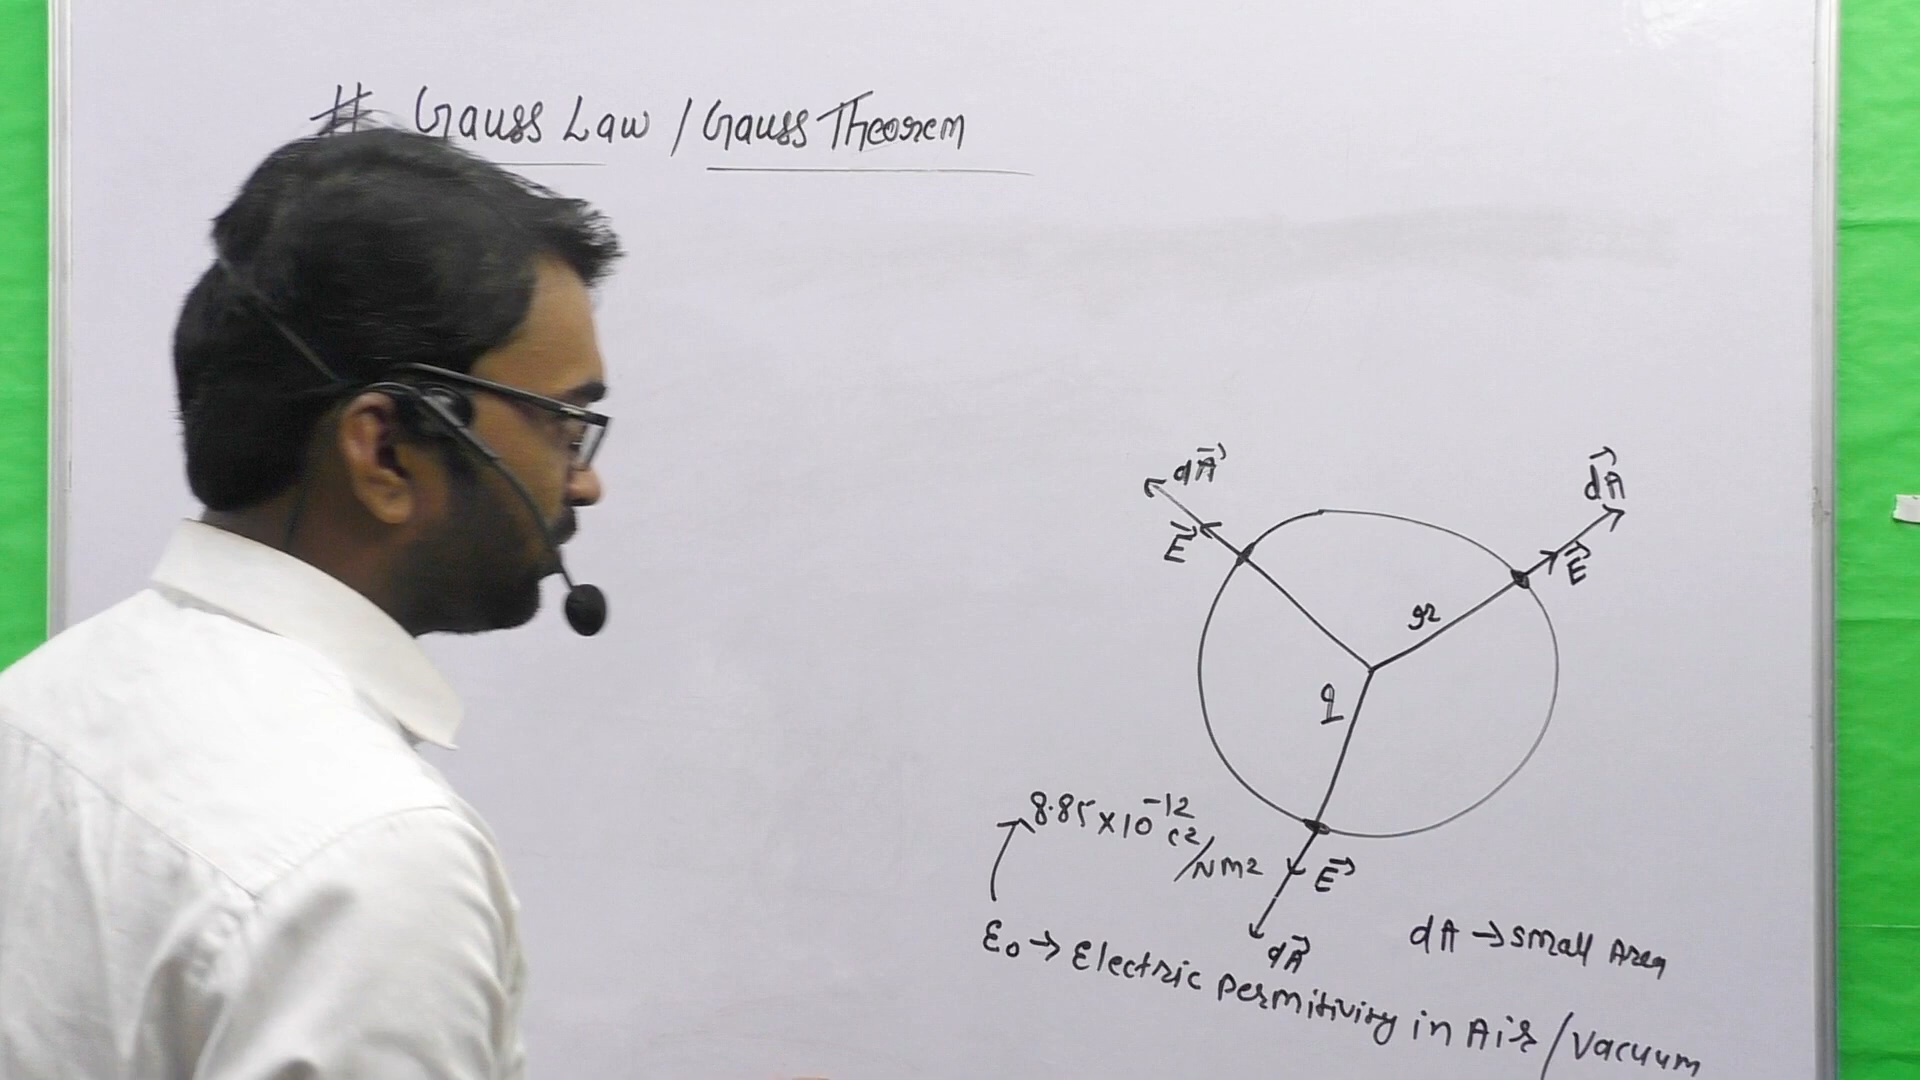 # Gauss Law / Gauss Theorem
dA⃗
dA⃗
E⃗
E⃗
r
q
8.85×10⁻¹² C²/Nm²
E⃗
dA⃗
dA → small Area
ε₀ → Electric Permitivity in Air / Vacuum